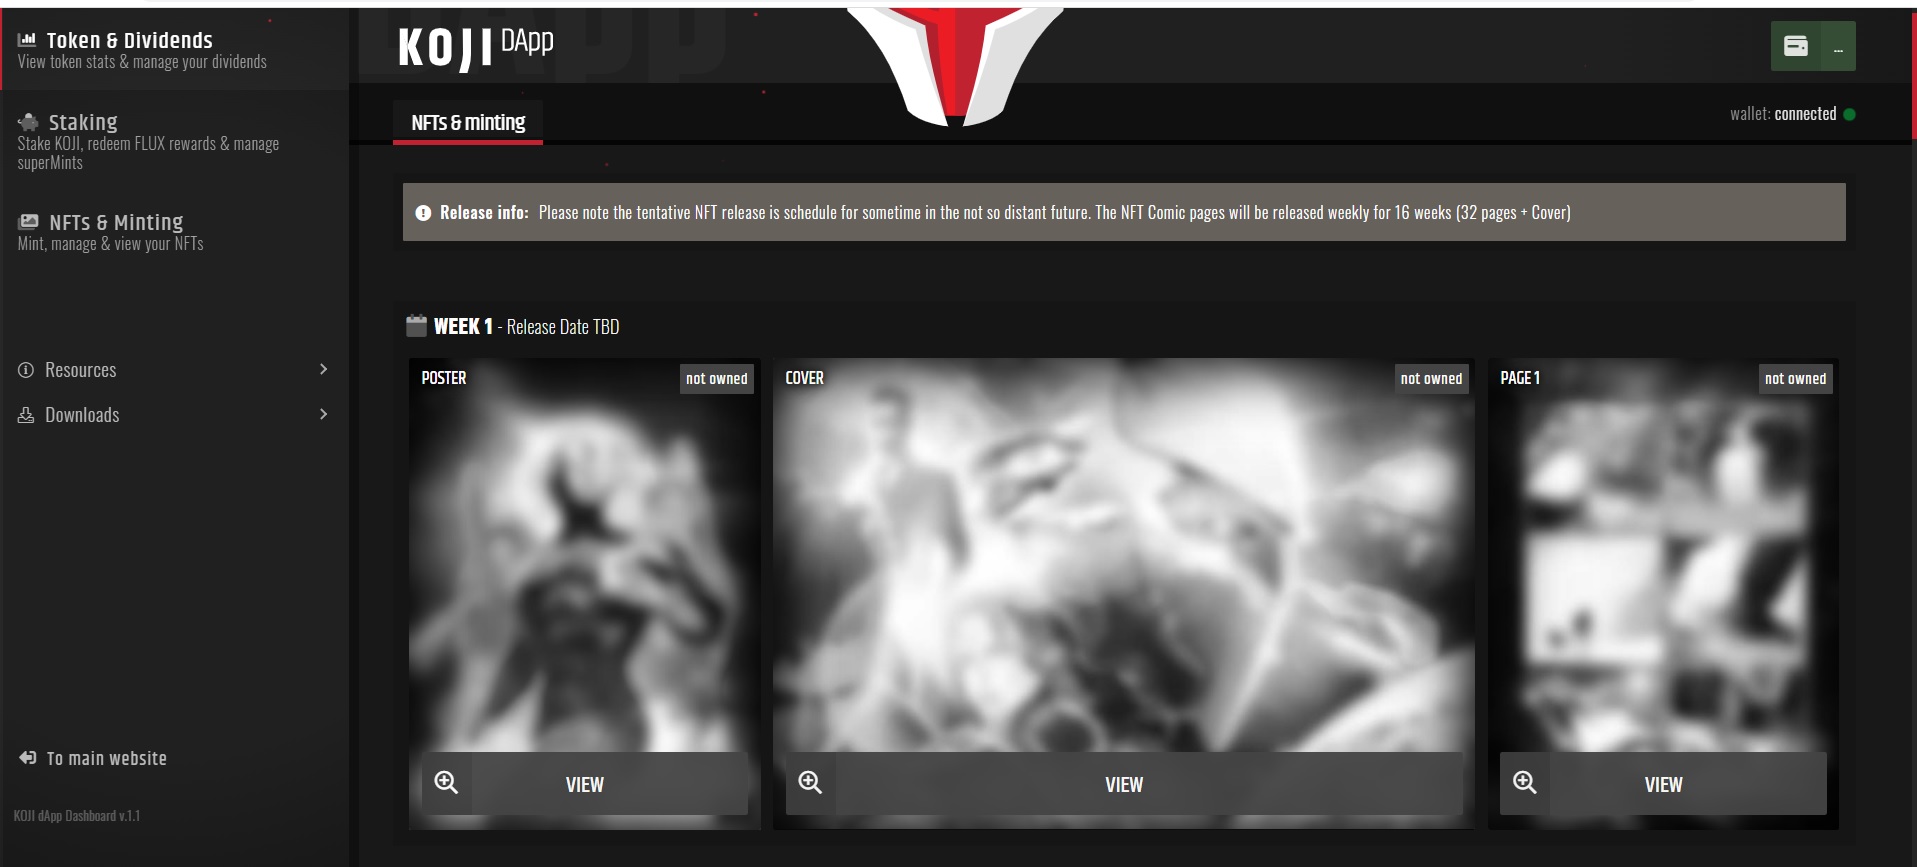 Token & Dividends
View token stats & manage your dividends
Staking
Stake KOJI, redeem FLUX rewards & manage
superMints
NFTs & Minting
Mint, manage & view your NFTs
Resources
Downloads
To main website
KOJI dApp Dashboard v.1.1
KOJI DApp
...
NFTs & minting
wallet: connected
Release info: Please note the tentative NFT release is schedule for sometime in the not so distant future. The NFT Comic pages will be released weekly for 16 weeks (32 pages + Cover)
WEEK 1 - Release Date TBD
POSTER
not owned
VIEW
COVER
not owned
VIEW
PAGE 1
not owned
VIEW